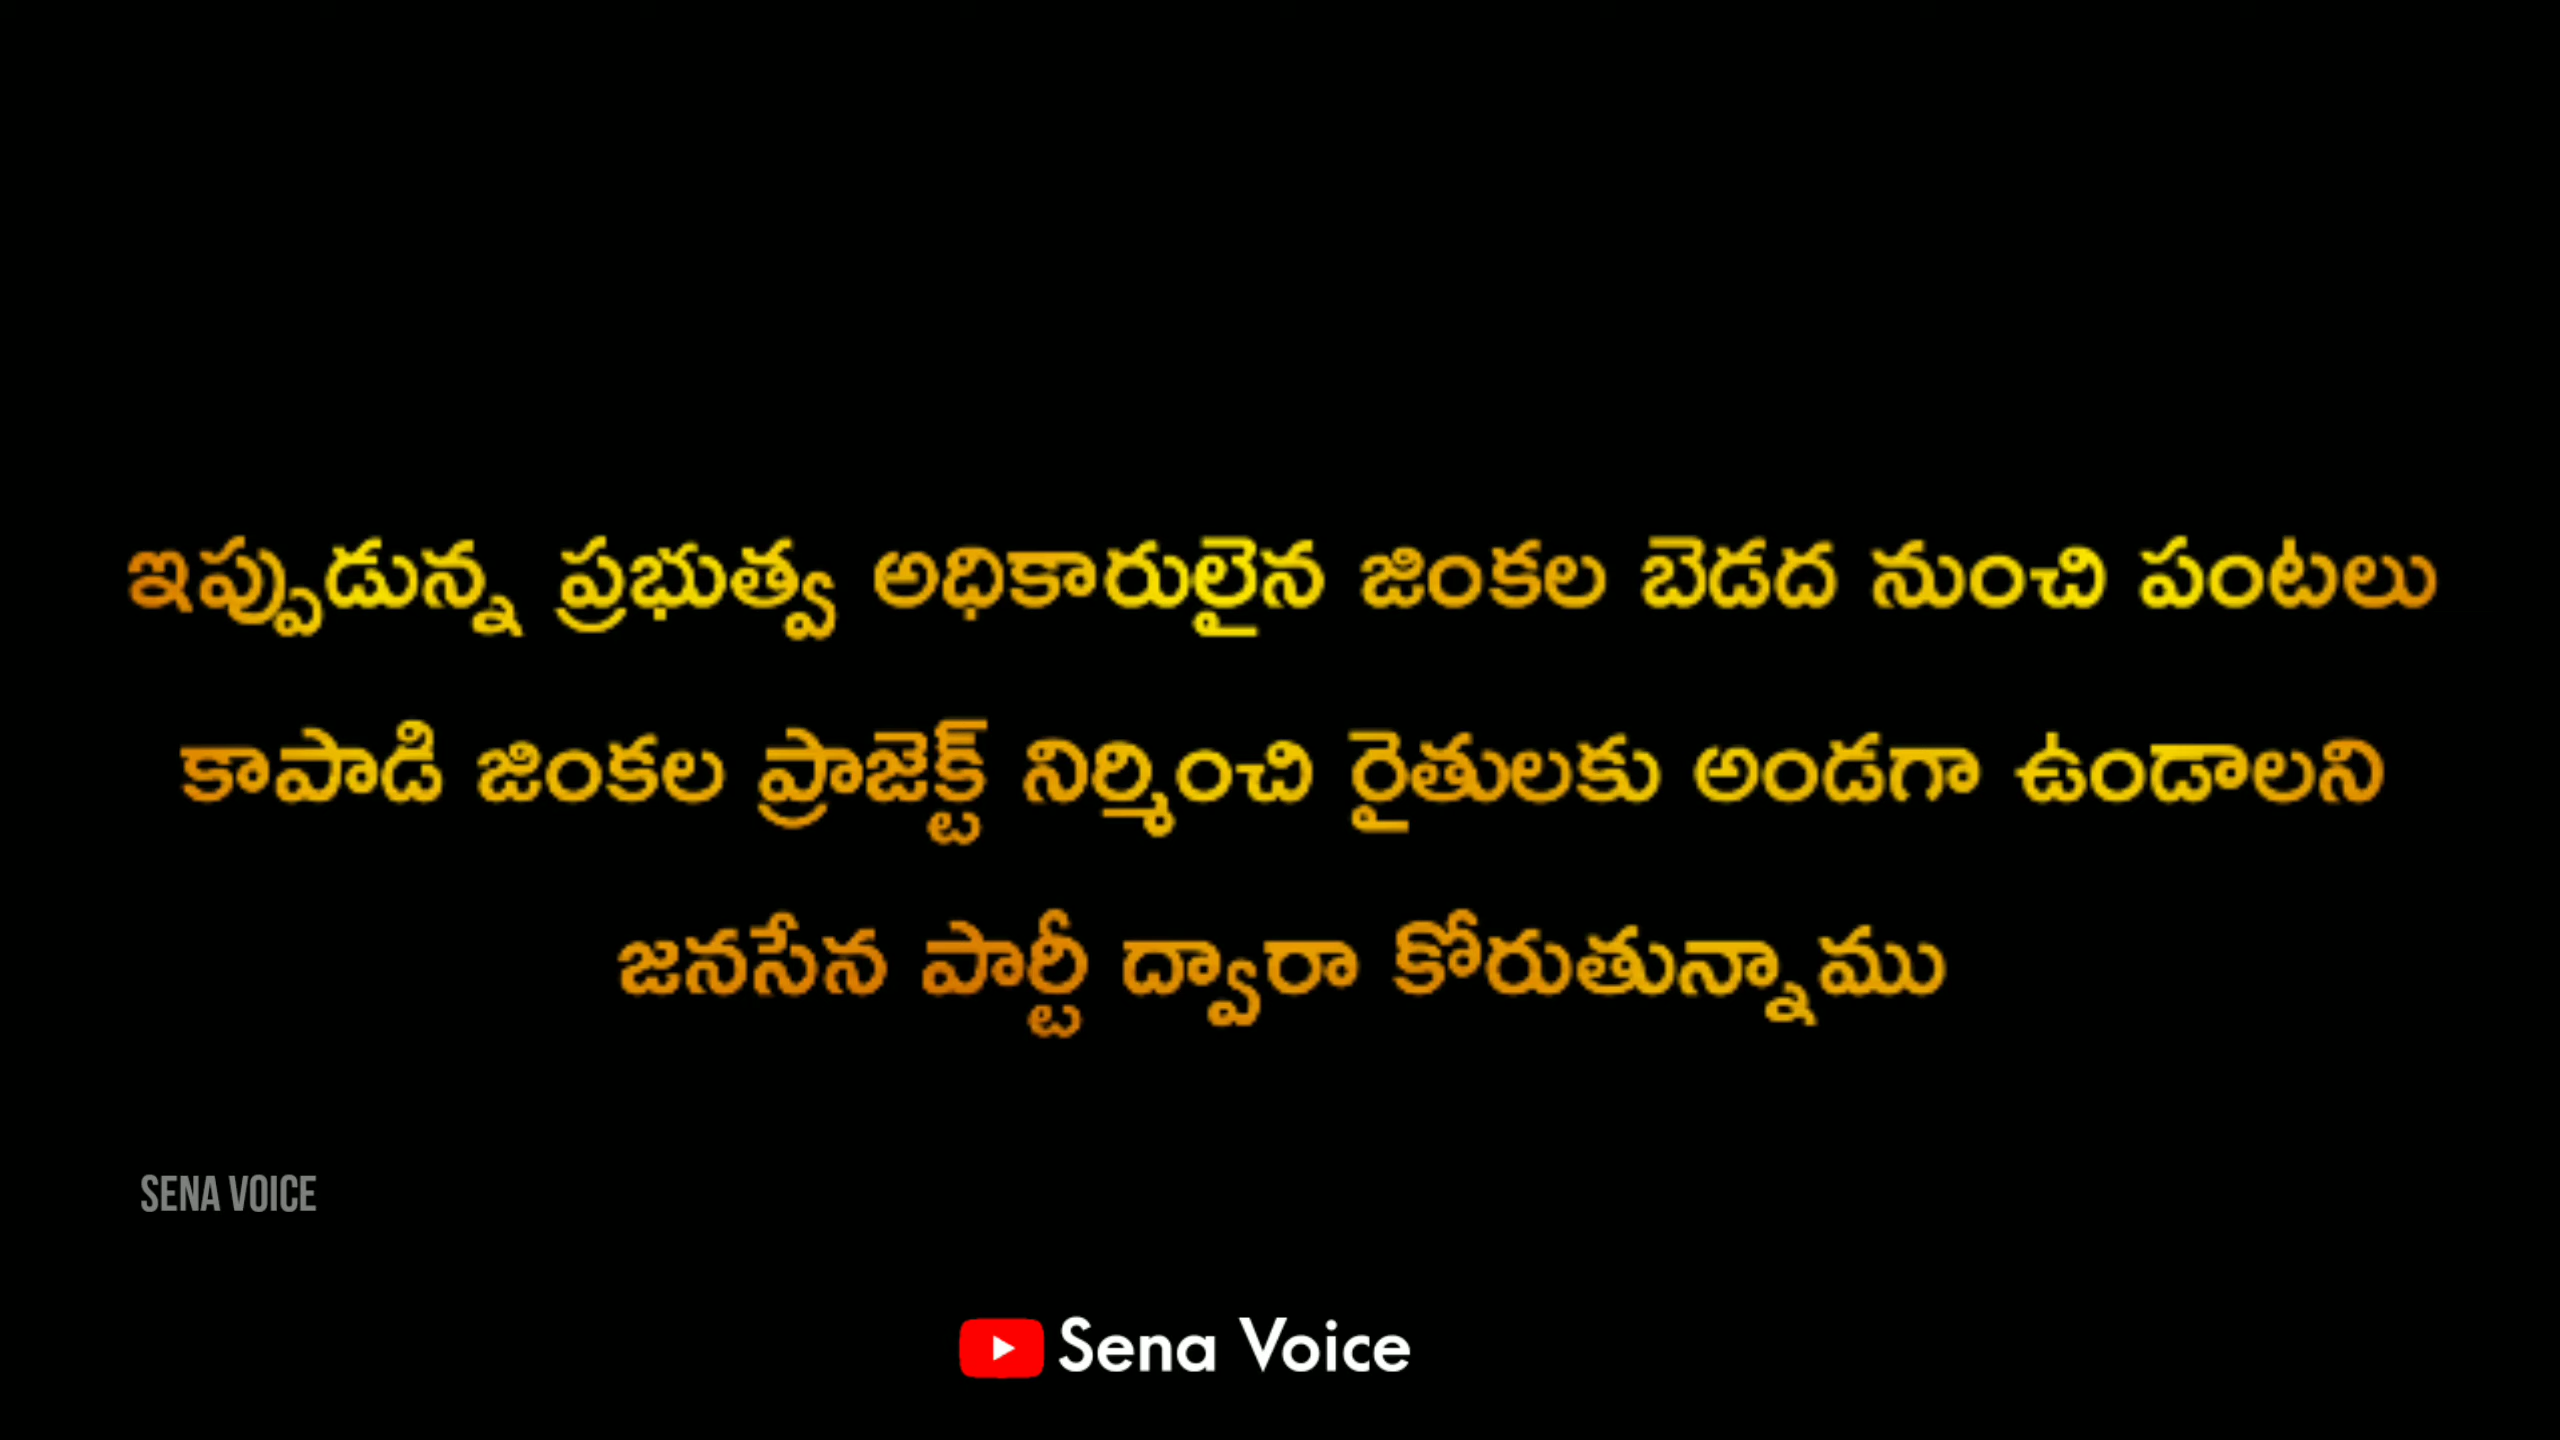 ఇప్పుడున్న ప్రభుత్వ అధికారులైన జింకల బెడద నుంచి పంటలు
కాపాడి జింకల ప్రాజెక్ట్ నిర్మించి రైతులకు అండగా ఉండాలని
జనసేన పార్టీ ద్వారా కోరుతున్నాము
SENA VOICE
Sena Voice